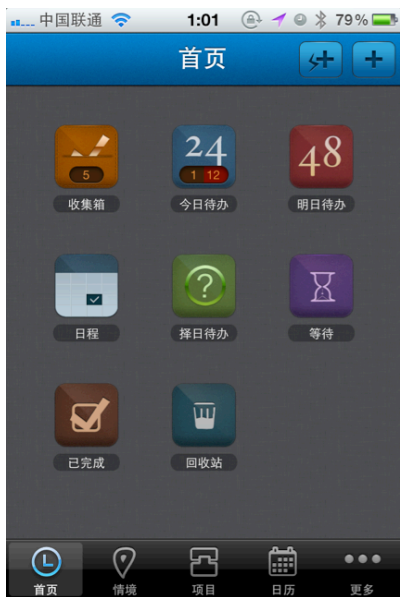 中国联通 1:01 79%
首页
5
24
1 12
48
收集箱 今日待办 明日待办
日程 择日待办 等待
已完成 回收站
首页 情境 项目 日历 更多